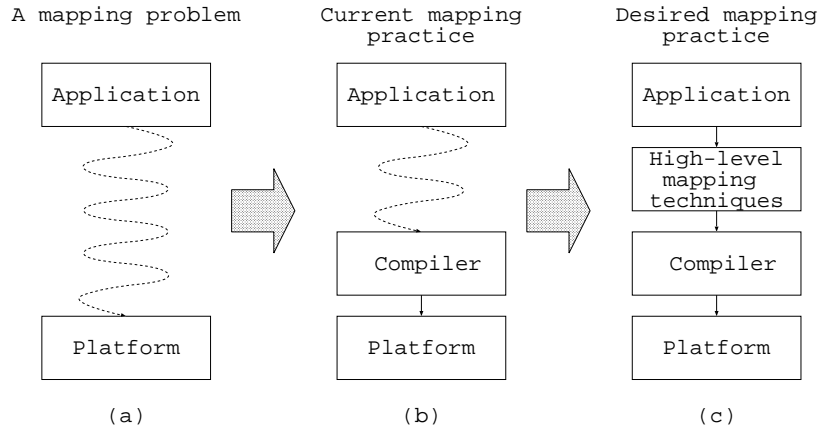 A mapping problem
Application
Platform
(a)
Current mapping
practice
Application
Compiler
Platform
(b)
Desired mapping
practice
Application
High-level
mapping
techniques
Compiler
Platform
(c)